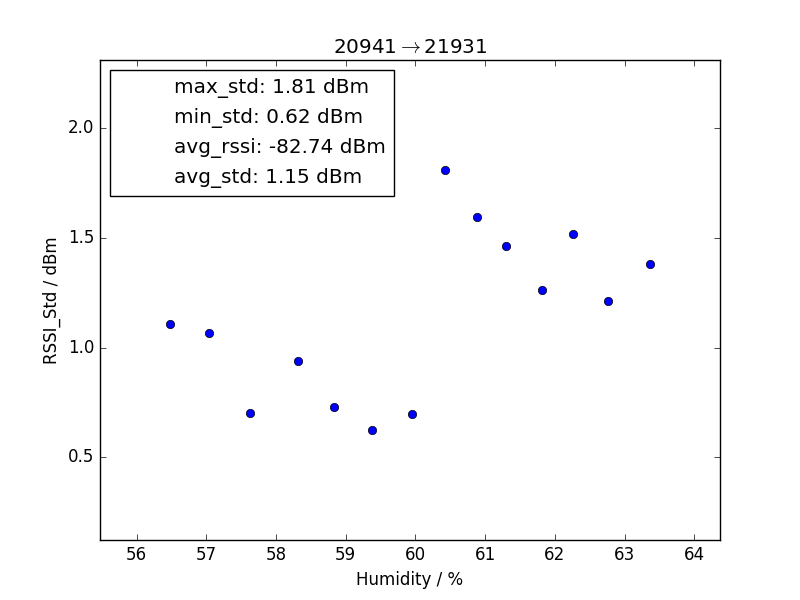 20941→21931
max_std: 1.81 dBm
min_std: 0.62 dBm
avg_rssi: -82.74 dBm
avg_std: 1.15 dBm
2.0
1.5
1.0
0.5
RSSI_Std / dBm
56 57 58 59 60 61 62 63 64
Humidity / %